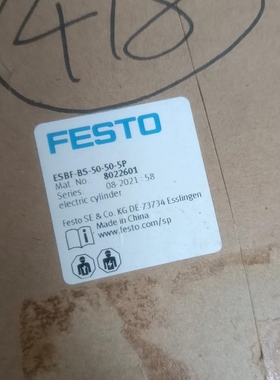 418
FESTO
ESBF-BS-50-50-5P
Mat. No. 8022601
Series 08-2021:58
electric cylinder
Festo SE & Co. KG DE-73734 Esslingen
Made in China
www.festo.com/sp